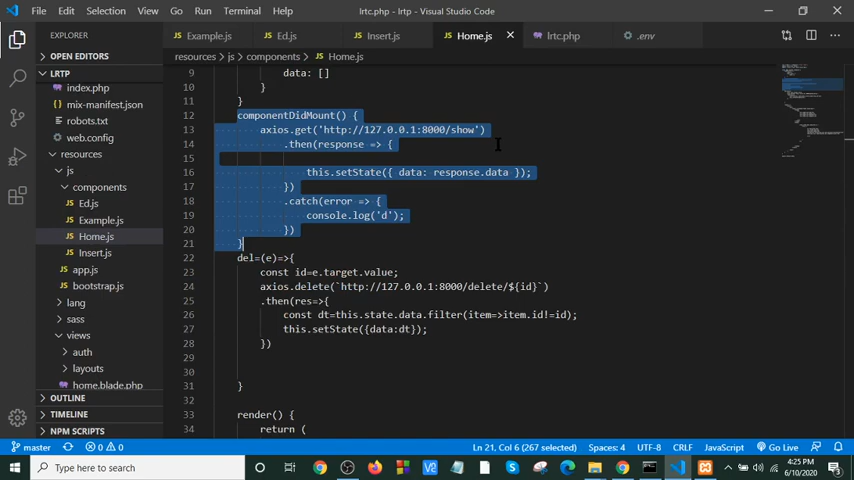 File Edit Selection View Go Run Terminal Help lrtc.php - lrtp - Visual Studio Code
EXPLORER
OPEN EDITORS
LRTP
index.php
mix-manifest.json
robots.txt
web.config
resources
js
components
Ed.js
Example.js
Home.js
Insert.js
app.js
bootstrap.js
lang
sass
views
auth
layouts
home.blade.php
OUTLINE
TIMELINE
NPM SCRIPTS
Example.js Ed.js Insert.js Home.js lrtc.php .env
resources > js > components > Home.js
9 data: []
10 }
11 }
12 componentDidMount() {
13 axios.get('http://127.0.0.1:8000/show')
14 .then(response => {
15
16 this.setState({ data: response.data });
17 })
18 .catch(error => {
19 console.log('d');
20 })
21 }
22 del=(e)=>{
23 const id=e.target.value;
24 axios.delete(`http://127.0.0.1:8000/delete/${id}`)
25 .then(res=>{
26 const dt=this.state.data.filter(item=>item.id!=id);
27 this.setState({data:dt});
28 })
29
30
31 }
32
33 render() {
34 return (
master 0 0 Ln 21, Col 6 (267 selected) Spaces: 4 UTF-8 CRLF JavaScript Go Live
Type here to search
4:25 PM
6/10/2020